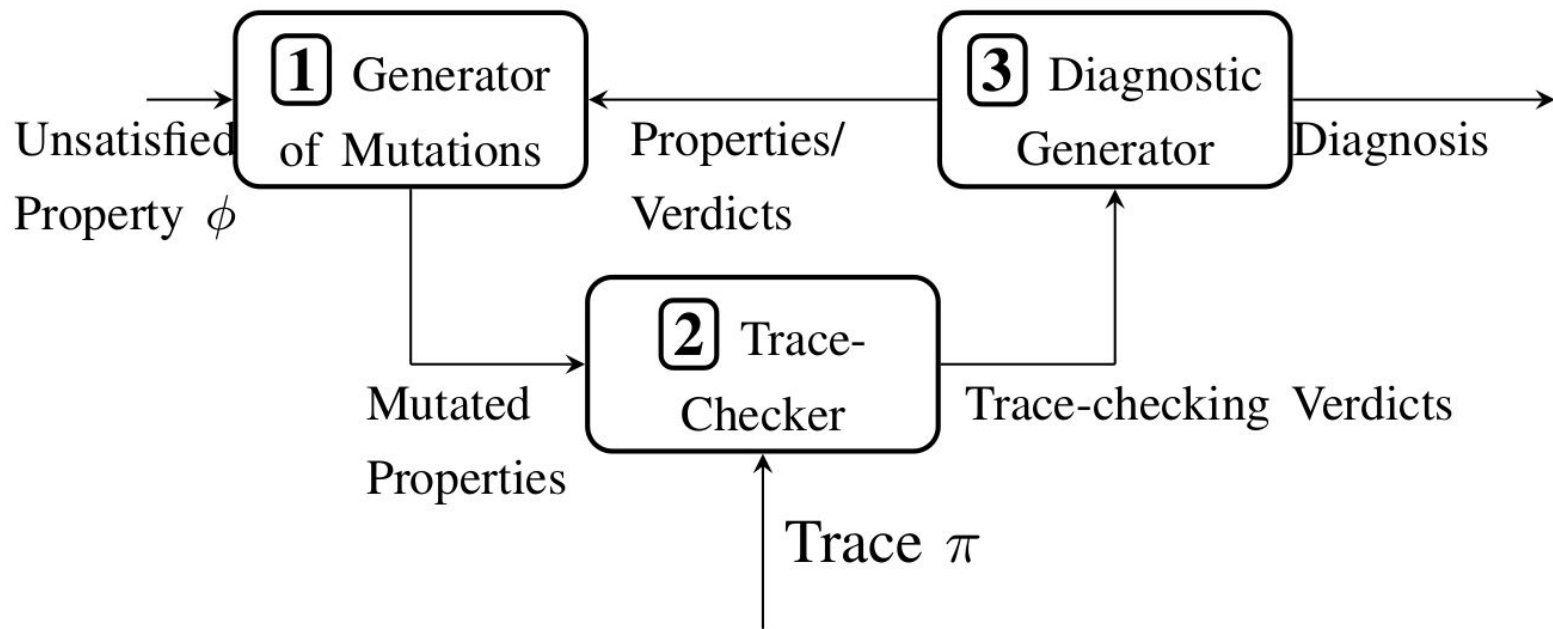 1 Generator
of Mutations
3 Diagnostic
Generator
Unsatisfied
Property ϕ
Properties/
Verdicts
Diagnosis
2 Trace-
Checker
Mutated
Properties
Trace-checking Verdicts
Trace π